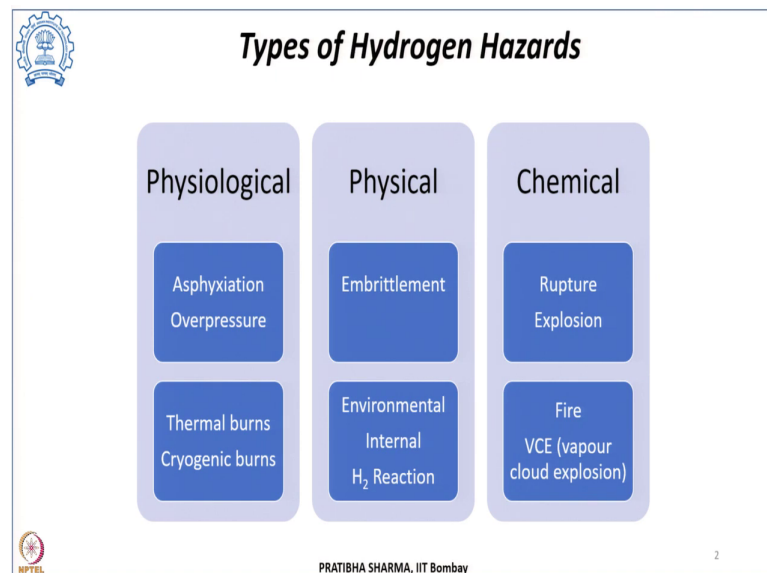 Types of Hydrogen Hazards
Physiological
Asphyxiation
Overpressure
Thermal burns
Cryogenic burns
Physical
Embrittlement
Environmental
Internal
H₂ Reaction
Chemical
Rupture
Explosion
Fire
VCE (vapour
cloud explosion)
NPTEL
PRATIBHA SHARMA, IIT Bombay
2